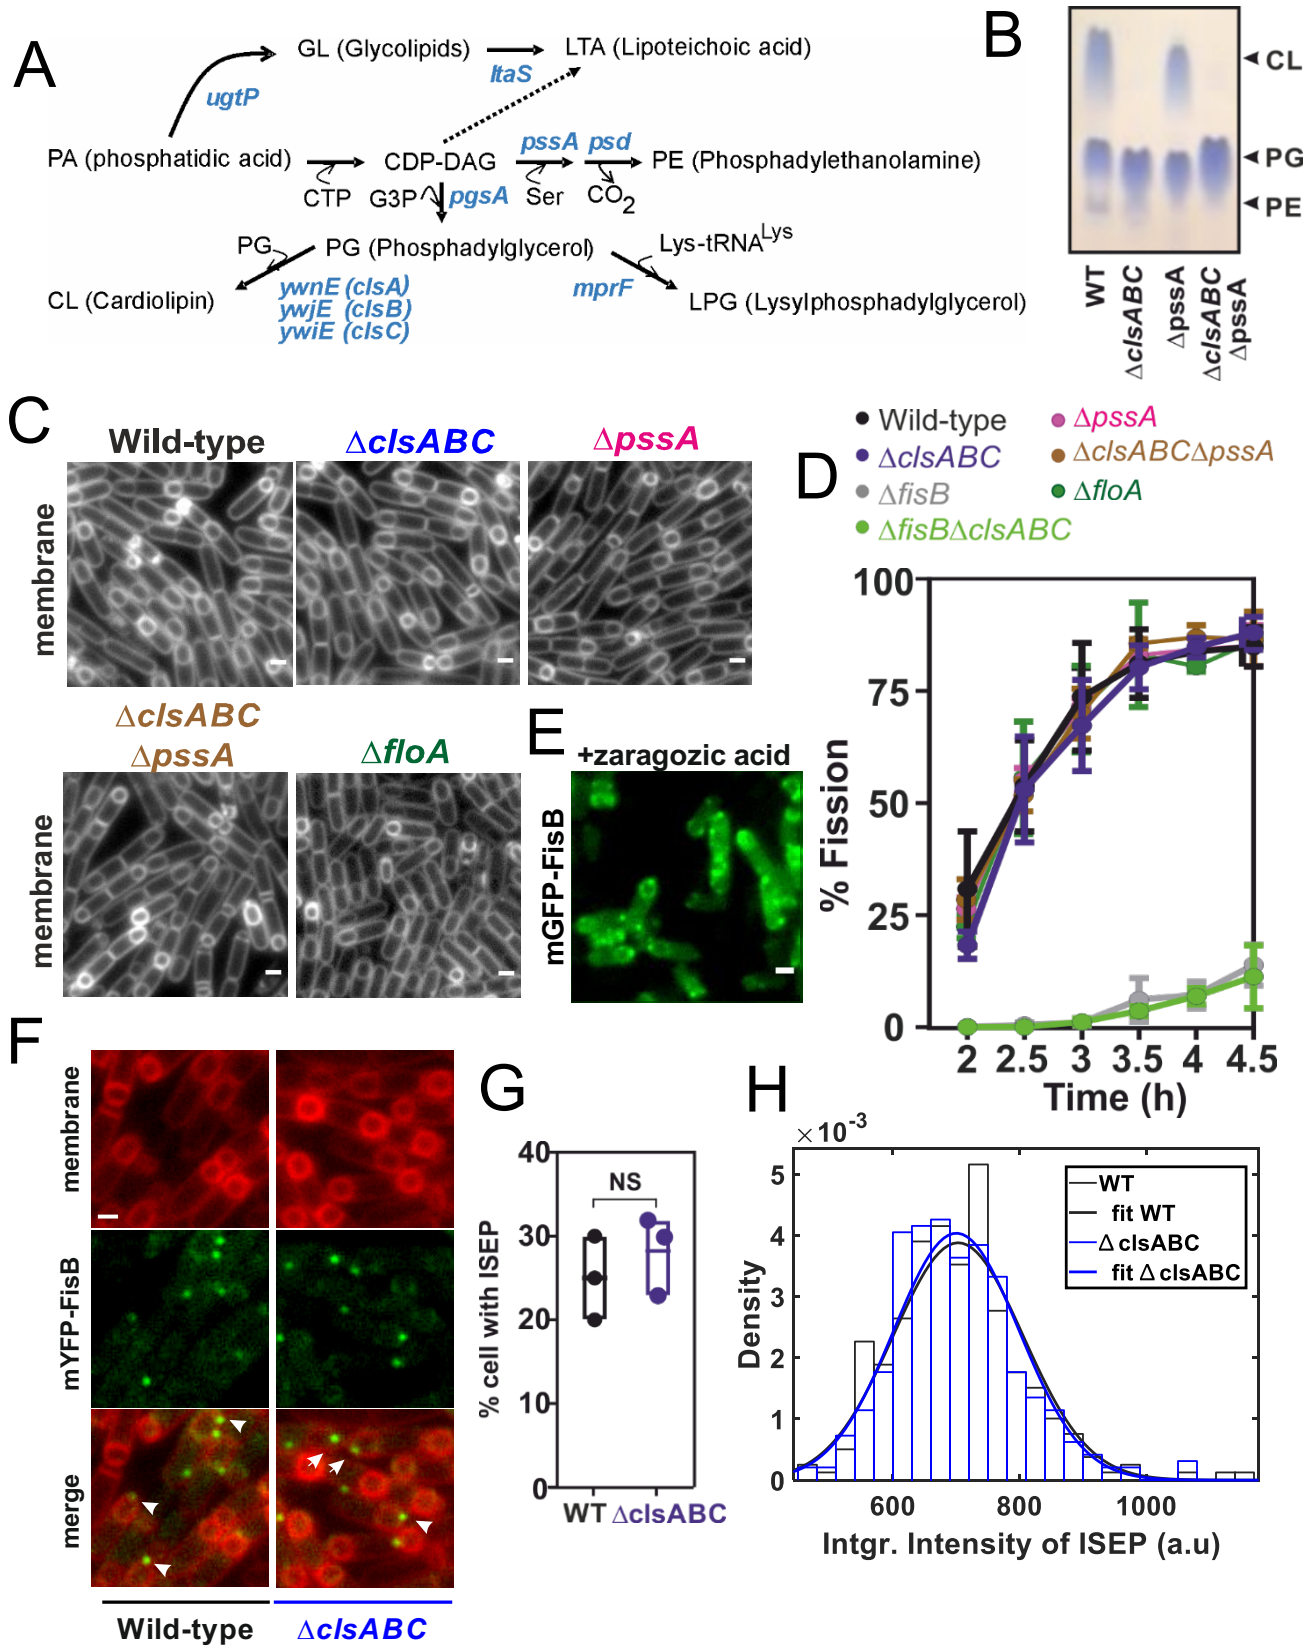 A
GL (Glycolipids)
LTA (Lipoteichoic acid)
ltaS
ugtP
PA (phosphatidic acid)
CDP-DAG
pssA
psd
PE (Phosphadylethanolamine)
CTP
G3P
pgsA
Ser
CO2
PG
PG (Phosphadylglycerol)
Lys-tRNALys
CL (Cardiolipin)
ywnE (clsA)
ywjE (clsB)
ywiE (clsC)
mprF
LPG (Lysylphosphadylglycerol)
B
CL
PG
PE
WT
ΔclsABC
ΔpssA
ΔclsABC
ΔpssA
C
Wild-type
ΔclsABC
ΔpssA
membrane
ΔclsABC
ΔpssA
ΔfloA
membrane
D
Wild-type
ΔpssA
ΔclsABC
ΔclsABCΔpssA
ΔfisB
ΔfloA
ΔfisBΔclsABC
100
75
50
25
0
% Fission
2 2.5 3 3.5 4 4.5
Time (h)
E
+zaragozic acid
mGFP-FisB
F
membrane
mYFP-FisB
merge
Wild-type
ΔclsABC
G
40
30
20
10
0
% cell with ISEP
NS
WT ΔclsABC
H
×10-3
5
4
3
2
1
0
Density
WT
fit WT
Δ clsABC
fit Δ clsABC
600 800 1000
Intgr. Intensity of ISEP (a.u)